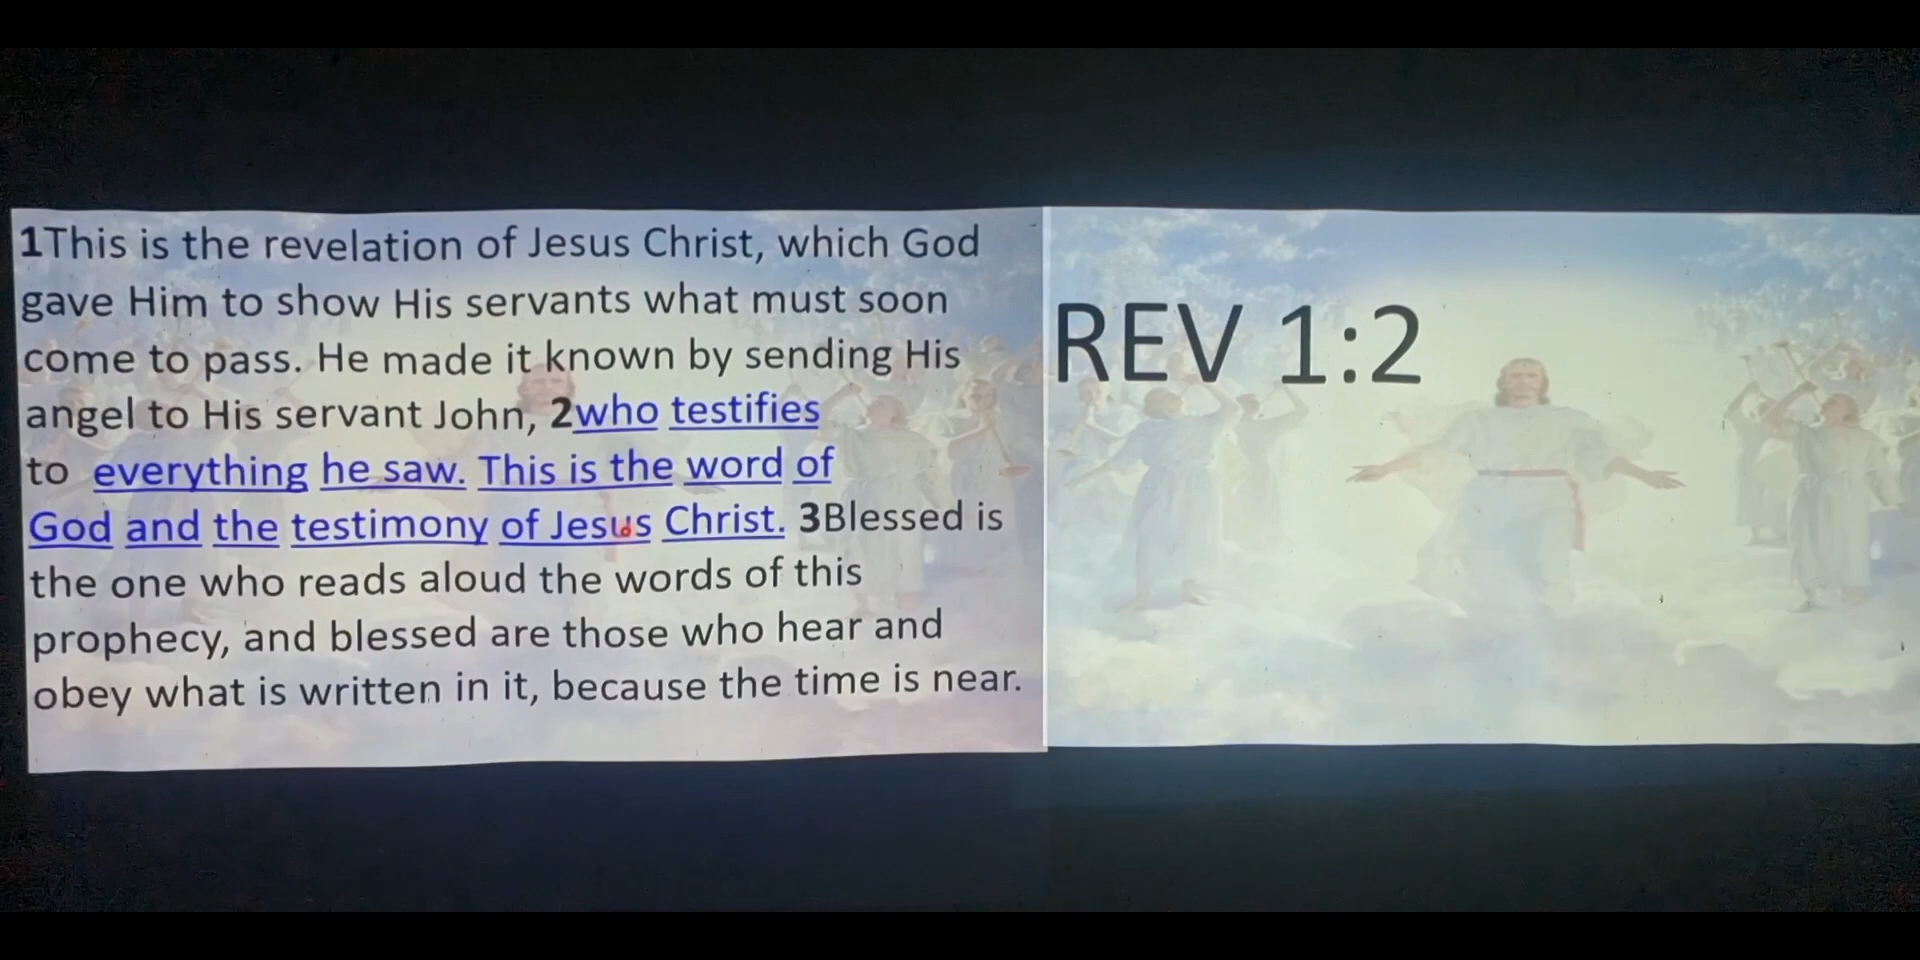 1This is the revelation of Jesus Christ, which God
gave Him to show His servants what must soon
come to pass. He made it known by sending His
angel to His servant John, 2who testifies
to everything he saw. This is the word of
God and the testimony of Jesus Christ. 3Blessed is
the one who reads aloud the words of this
prophecy, and blessed are those who hear and
obey what is written in it, because the time is near.
REV 1:2